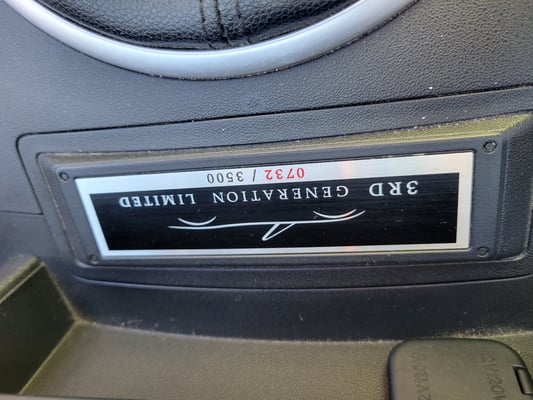 3RD GENERATION LIMITED
0732 / 3500